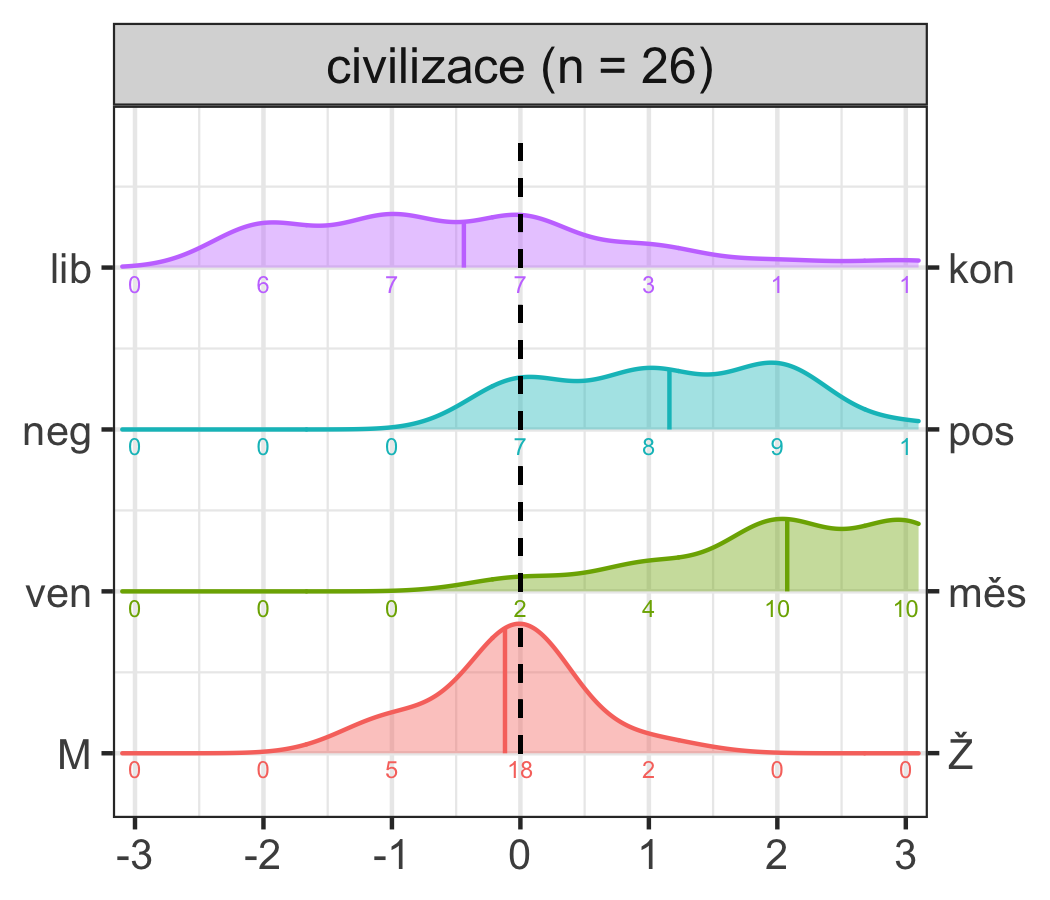 civilizace (n = 26)
lib kon
0 6 7 7 3 1 1
neg pos
0 0 0 7 8 9 1
ven měs
0 0 0 2 4 10 10
M Ž
0 0 5 18 2 0 0
-3 -2 -1 0 1 2 3